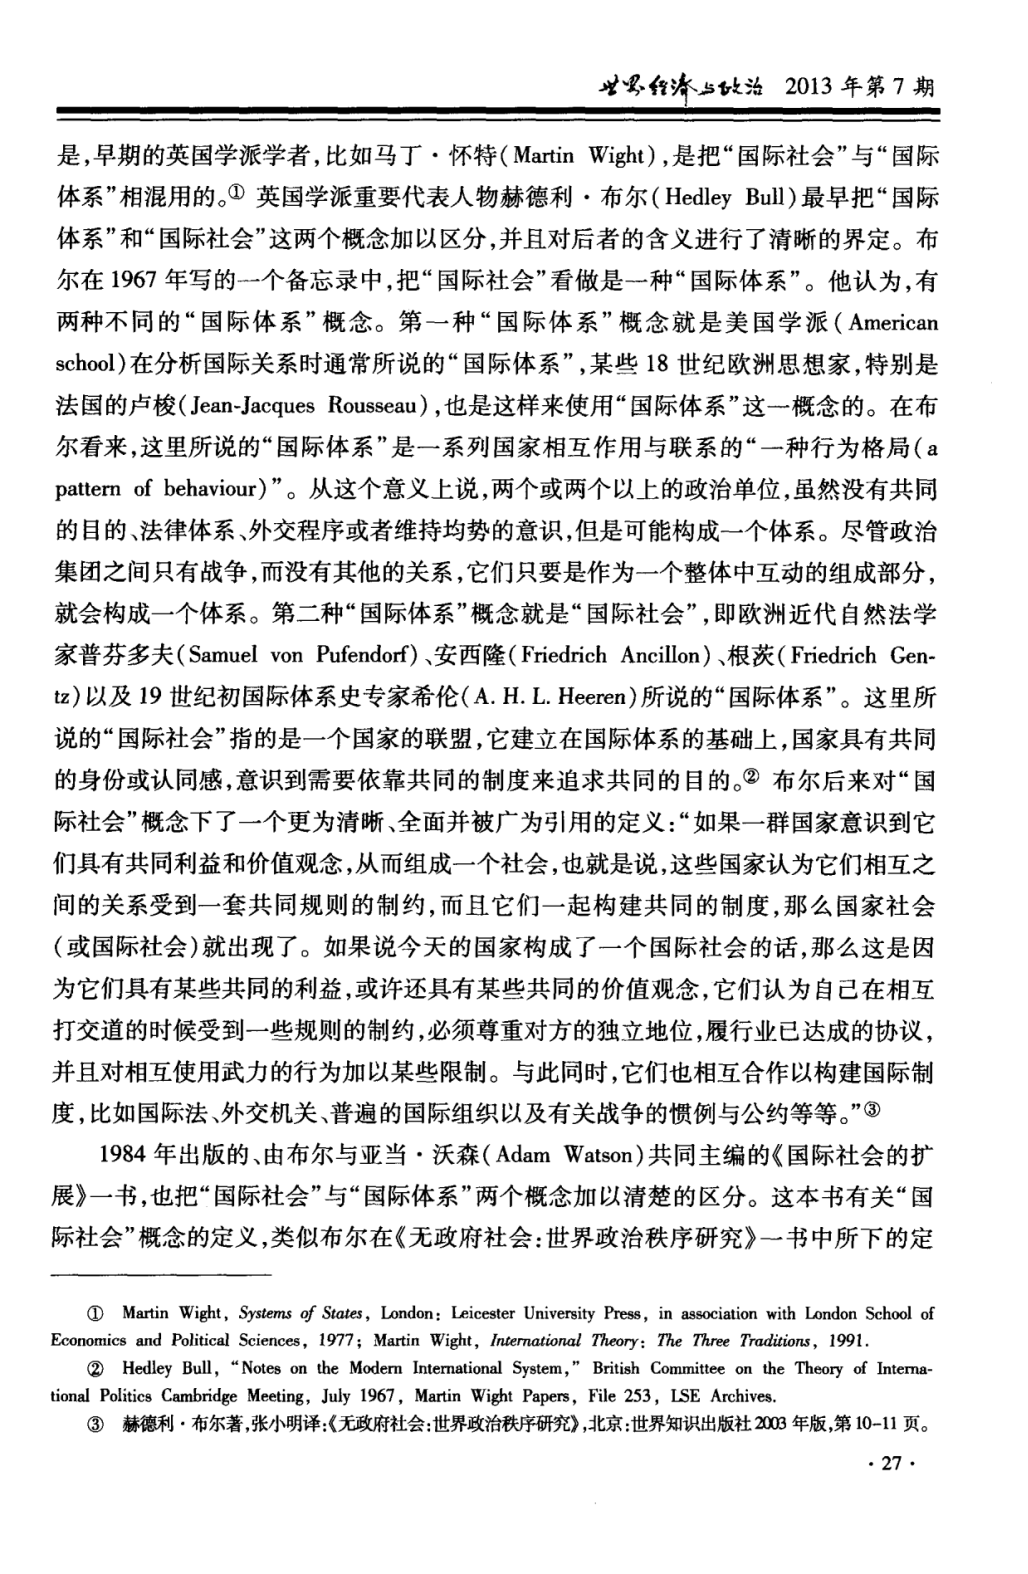 世界经济与政治 2013 年第 7 期
是,早期的英国学派学者,比如马丁·怀特(Martin Wight),是把“国际社会”与“国际
体系”相混用的。① 英国学派重要代表人物赫德利·布尔(Hedley Bull)最早把“国际
体系”和“国际社会”这两个概念加以区分,并且对后者的含义进行了清晰的界定。布
尔在 1967 年写的一个备忘录中,把“国际社会”看做是一种“国际体系”。他认为,有
两种不同的“国际体系”概念。第一种“国际体系”概念就是美国学派(American
school)在分析国际关系时通常所说的“国际体系”,某些 18 世纪欧洲思想家,特别是
法国的卢梭(Jean-Jacques Rousseau),也是这样来使用“国际体系”这一概念的。在布
尔看来,这里所说的“国际体系”是一系列国家相互作用与联系的“一种行为格局(a
pattern of behaviour)”。从这个意义上说,两个或两个以上的政治单位,虽然没有共同
的目的、法律体系、外交程序或者维持均势的意识,但是可能构成一个体系。尽管政治
集团之间只有战争,而没有其他的关系,它们只要是作为一个整体中互动的组成部分,
就会构成一个体系。第二种“国际体系”概念就是“国际社会”,即欧洲近代自然法学
家普芬多夫(Samuel von Pufendorf)、安西隆(Friedrich Ancillon)、根茨(Friedrich Gen-
tz)以及 19 世纪初国际体系史专家希伦(A. H. L. Heeren)所说的“国际体系”。这里所
说的“国际社会”指的是一个国家的联盟,它建立在国际体系的基础上,国家具有共同
的身份或认同感,意识到需要依靠共同的制度来追求共同的目的。② 布尔后来对“国
际社会”概念下了一个更为清晰、全面并被广为引用的定义:“如果一群国家意识到它
们具有共同利益和价值观念,从而组成一个社会,也就是说,这些国家认为它们相互之
间的关系受到一套共同规则的制约,而且它们一起构建共同的制度,那么国家社会
(或国际社会)就出现了。如果说今天的国家构成了一个国际社会的话,那么这是因
为它们具有某些共同的利益,或许还具有某些共同的价值观念,它们认为自己在相互
打交道的时候受到一些规则的制约,必须尊重对方的独立地位,履行业已达成的协议,
并且对相互使用武力的行为加以某些限制。与此同时,它们也相互合作以构建国际制
度,比如国际法、外交机关、普遍的国际组织以及有关战争的惯例与公约等等。”③
1984 年出版的、由布尔与亚当·沃森(Adam Watson)共同主编的《国际社会的扩
展》一书,也把“国际社会”与“国际体系”两个概念加以清楚的区分。这本书有关“国
际社会”概念的定义,类似布尔在《无政府社会:世界政治秩序研究》一书中所下的定
① Martin Wight, Systems of States, London: Leicester University Press, in association with London School of
Economics and Political Sciences, 1977; Martin Wight, International Theory: The Three Traditions, 1991.
② Hedley Bull, “Notes on the Modern International System,” British Committee on the Theory of Interna-
tional Politics Cambridge Meeting, July 1967, Martin Wight Papers, File 253, LSE Archives.
③ 赫德利·布尔著,张小明译:《无政府社会:世界政治秩序研究》,北京:世界知识出版社 2003 年版,第 10-11 页。
· 27 ·